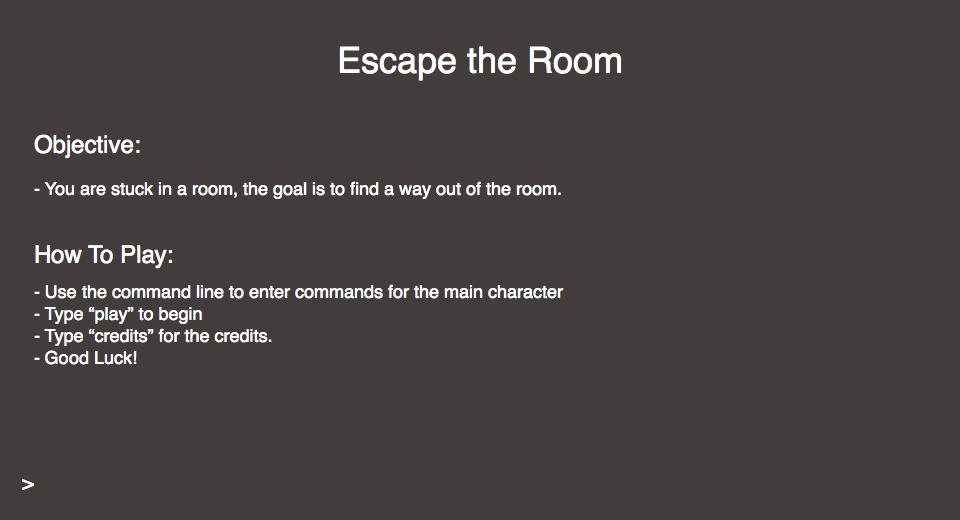 Escape the Room
Objective:
- You are stuck in a room, the goal is to find a way out of the room.
How To Play:
- Use the command line to enter commands for the main character
- Type “play” to begin
- Type “credits” for the credits.
- Good Luck!
>